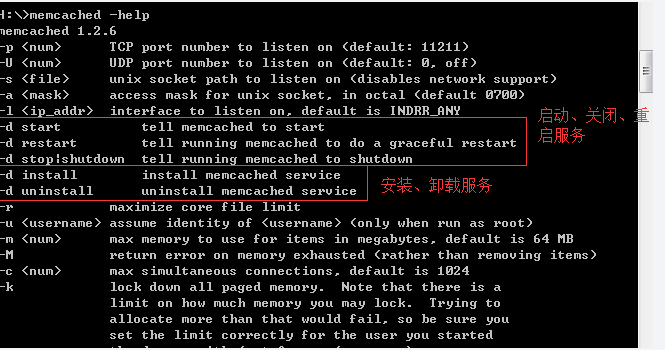 H:\>memcached -help
memcached 1.2.6
-p <num>      TCP port number to listen on (default: 11211)
-U <num>      UDP port number to listen on (default: 0, off)
-s <file>     unix socket path to listen on (disables network support)
-a <mask>     access mask for unix socket, in octal (default 0700)
-l <ip_addr>  interface to listen on, default is INDRR_ANY
-d start          tell memcached to start
-d restart        tell running memcached to do a graceful restart
-d stop|shutdown  tell running memcached to shutdown
启动、关闭、重
启服务
-d install        install memcached service
-d uninstall      uninstall memcached service
安装、卸载服务
-r            maximize core file limit
-u <username> assume identity of <username> (only when run as root)
-m <num>      max memory to use for items in megabytes, default is 64 MB
-M            return error on memory exhausted (rather than removing items)
-c <num>      max simultaneous connections, default is 1024
-k            lock down all paged memory.  Note that there is a
limit on how much memory you may lock.  Trying to
allocate more than that would fail, so be sure you
set the limit correctly for the user you started